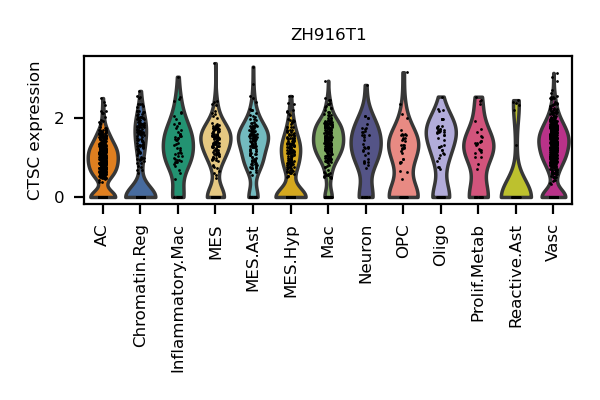 ZH916T1
CTSC expression
2
0
AC
Chromatin.Reg
Inflammatory.Mac
MES
MES.Ast
MES.Hyp
Mac
Neuron
OPC
Oligo
Prolif.Metab
Reactive.Ast
Vasc